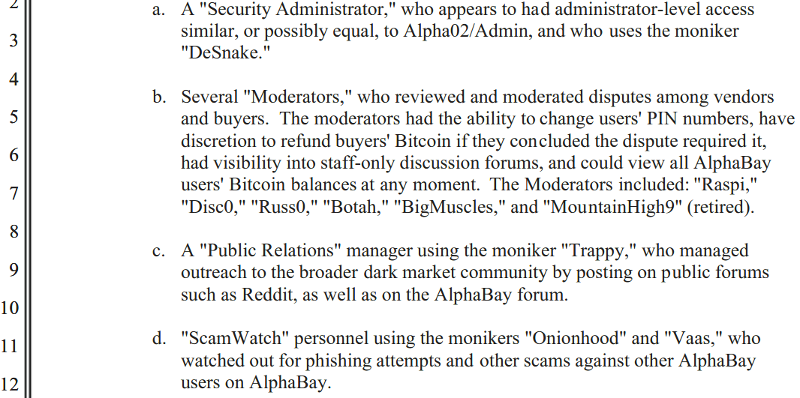 2
3
4
5
6
7
8
9
10
11
12
a. A "Security Administrator," who appears to had administrator-level access
similar, or possibly equal, to Alpha02/Admin, and who uses the moniker
"DeSnake."
b. Several "Moderators," who reviewed and moderated disputes among vendors
and buyers. The moderators had the ability to change users' PIN numbers, have
discretion to refund buyers' Bitcoin if they concluded the dispute required it,
had visibility into staff-only discussion forums, and could view all AlphaBay
users' Bitcoin balances at any moment. The Moderators included: "Raspi,"
"Disc0," "Russ0," "Botah," "BigMuscles," and "MountainHigh9" (retired).
c. A "Public Relations" manager using the moniker "Trappy," who managed
outreach to the broader dark market community by posting on public forums
such as Reddit, as well as on the AlphaBay forum.
d. "ScamWatch" personnel using the monikers "Onionhood" and "Vaas," who
watched out for phishing attempts and other scams against other AlphaBay
users on AlphaBay.